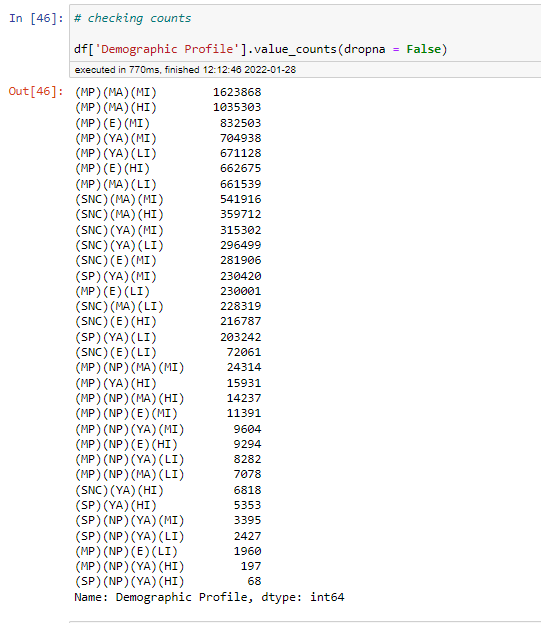 In [46]: # checking counts
df['Demographic Profile'].value_counts(dropna = False)
executed in 770ms, finished 12:12:46 2022-01-28
Out[46]: (MP)(MA)(MI) 1623868
(MP)(MA)(HI) 1035303
(MP)(E)(MI) 832503
(MP)(YA)(MI) 704938
(MP)(YA)(LI) 671128
(MP)(E)(HI) 662675
(MP)(MA)(LI) 661539
(SNC)(MA)(MI) 541916
(SNC)(MA)(HI) 359712
(SNC)(YA)(MI) 315302
(SNC)(YA)(LI) 296499
(SNC)(E)(MI) 281906
(SP)(YA)(MI) 230420
(MP)(E)(LI) 230001
(SNC)(MA)(LI) 228319
(SNC)(E)(HI) 216787
(SP)(YA)(LI) 203242
(SNC)(E)(LI) 72061
(MP)(NP)(MA)(MI) 24314
(MP)(YA)(HI) 15931
(MP)(NP)(MA)(HI) 14237
(MP)(NP)(E)(MI) 11391
(MP)(NP)(YA)(MI) 9604
(MP)(NP)(E)(HI) 9294
(MP)(NP)(YA)(LI) 8282
(MP)(NP)(MA)(LI) 7078
(SNC)(YA)(HI) 6818
(SP)(YA)(HI) 5353
(SP)(NP)(YA)(MI) 3395
(SP)(NP)(YA)(LI) 2427
(MP)(NP)(E)(LI) 1960
(MP)(NP)(YA)(HI) 197
(SP)(NP)(YA)(HI) 68
Name: Demographic Profile, dtype: int64